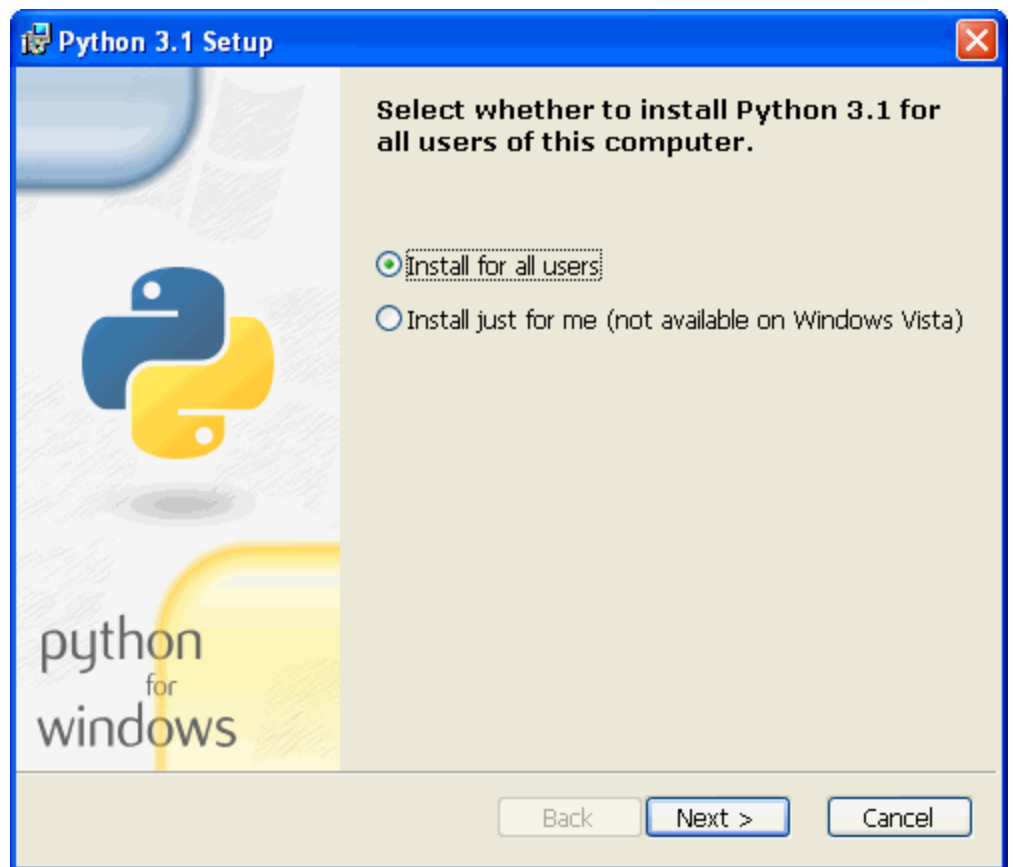 Python 3.1 Setup
Select whether to install Python 3.1 for
all users of this computer.
Install for all users
Install just for me (not available on Windows Vista)
python
for
windows
Back
Next >
Cancel